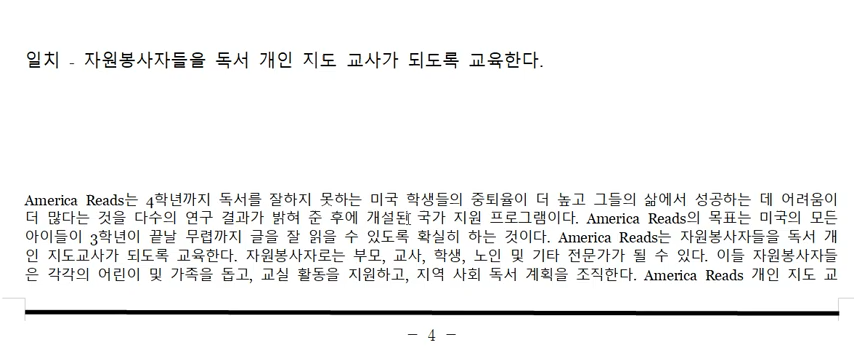 일치 - 자원봉사자들을 독서 개인 지도 교사가 되도록 교육한다.
America Reads는 4학년까지 독서를 잘하지 못하는 미국 학생들의 중퇴율이 더 높고 그들의 삶에서 성공하는 데 어려움이
더 많다는 것을 다수의 연구 결과가 밝혀 준 후에 개설된 국가 지원 프로그램이다. America Reads의 목표는 미국의 모든
아이들이 3학년이 끝날 무렵까지 글을 잘 읽을 수 있도록 확실히 하는 것이다. America Reads는 자원봉사자들을 독서 개
인 지도교사가 되도록 교육한다. 자원봉사자로는 부모, 교사, 학생, 노인 및 기타 전문가가 될 수 있다. 이들 자원봉사자들
은 각각의 어린이 및 가족을 돕고, 교실 활동을 지원하고, 지역 사회 독서 계획을 조직한다. America Reads 개인 지도 교
- 4 -